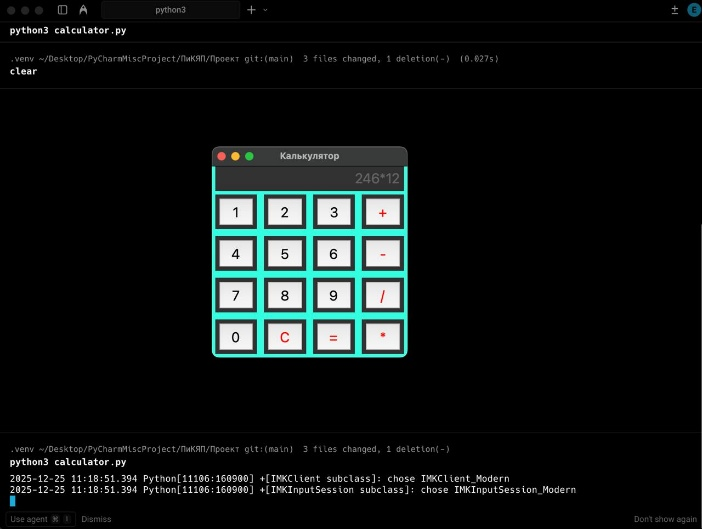 python3
E
python3 calculator.py
.venv ~/Desktop/PyCharmMiscProject/ПиКЯП/Проект git:(main) 3 files changed, 1 deletion(-) (0.027s)
clear
Калькулятор
246*12
1 2 3 +
4 5 6 -
7 8 9 /
0 C = *
.venv ~/Desktop/PyCharmMiscProject/ПиКЯП/Проект git:(main) 3 files changed, 1 deletion(-)
python3 calculator.py
2025-12-25 11:18:51.394 Python[11106:160900] +[IMKClient subclass]: chose IMKClient_Modern
2025-12-25 11:18:51.394 Python[11106:160900] +[IMKInputSession subclass]: chose IMKInputSession_Modern
Use agent ⌘ I Dismiss Don't show again